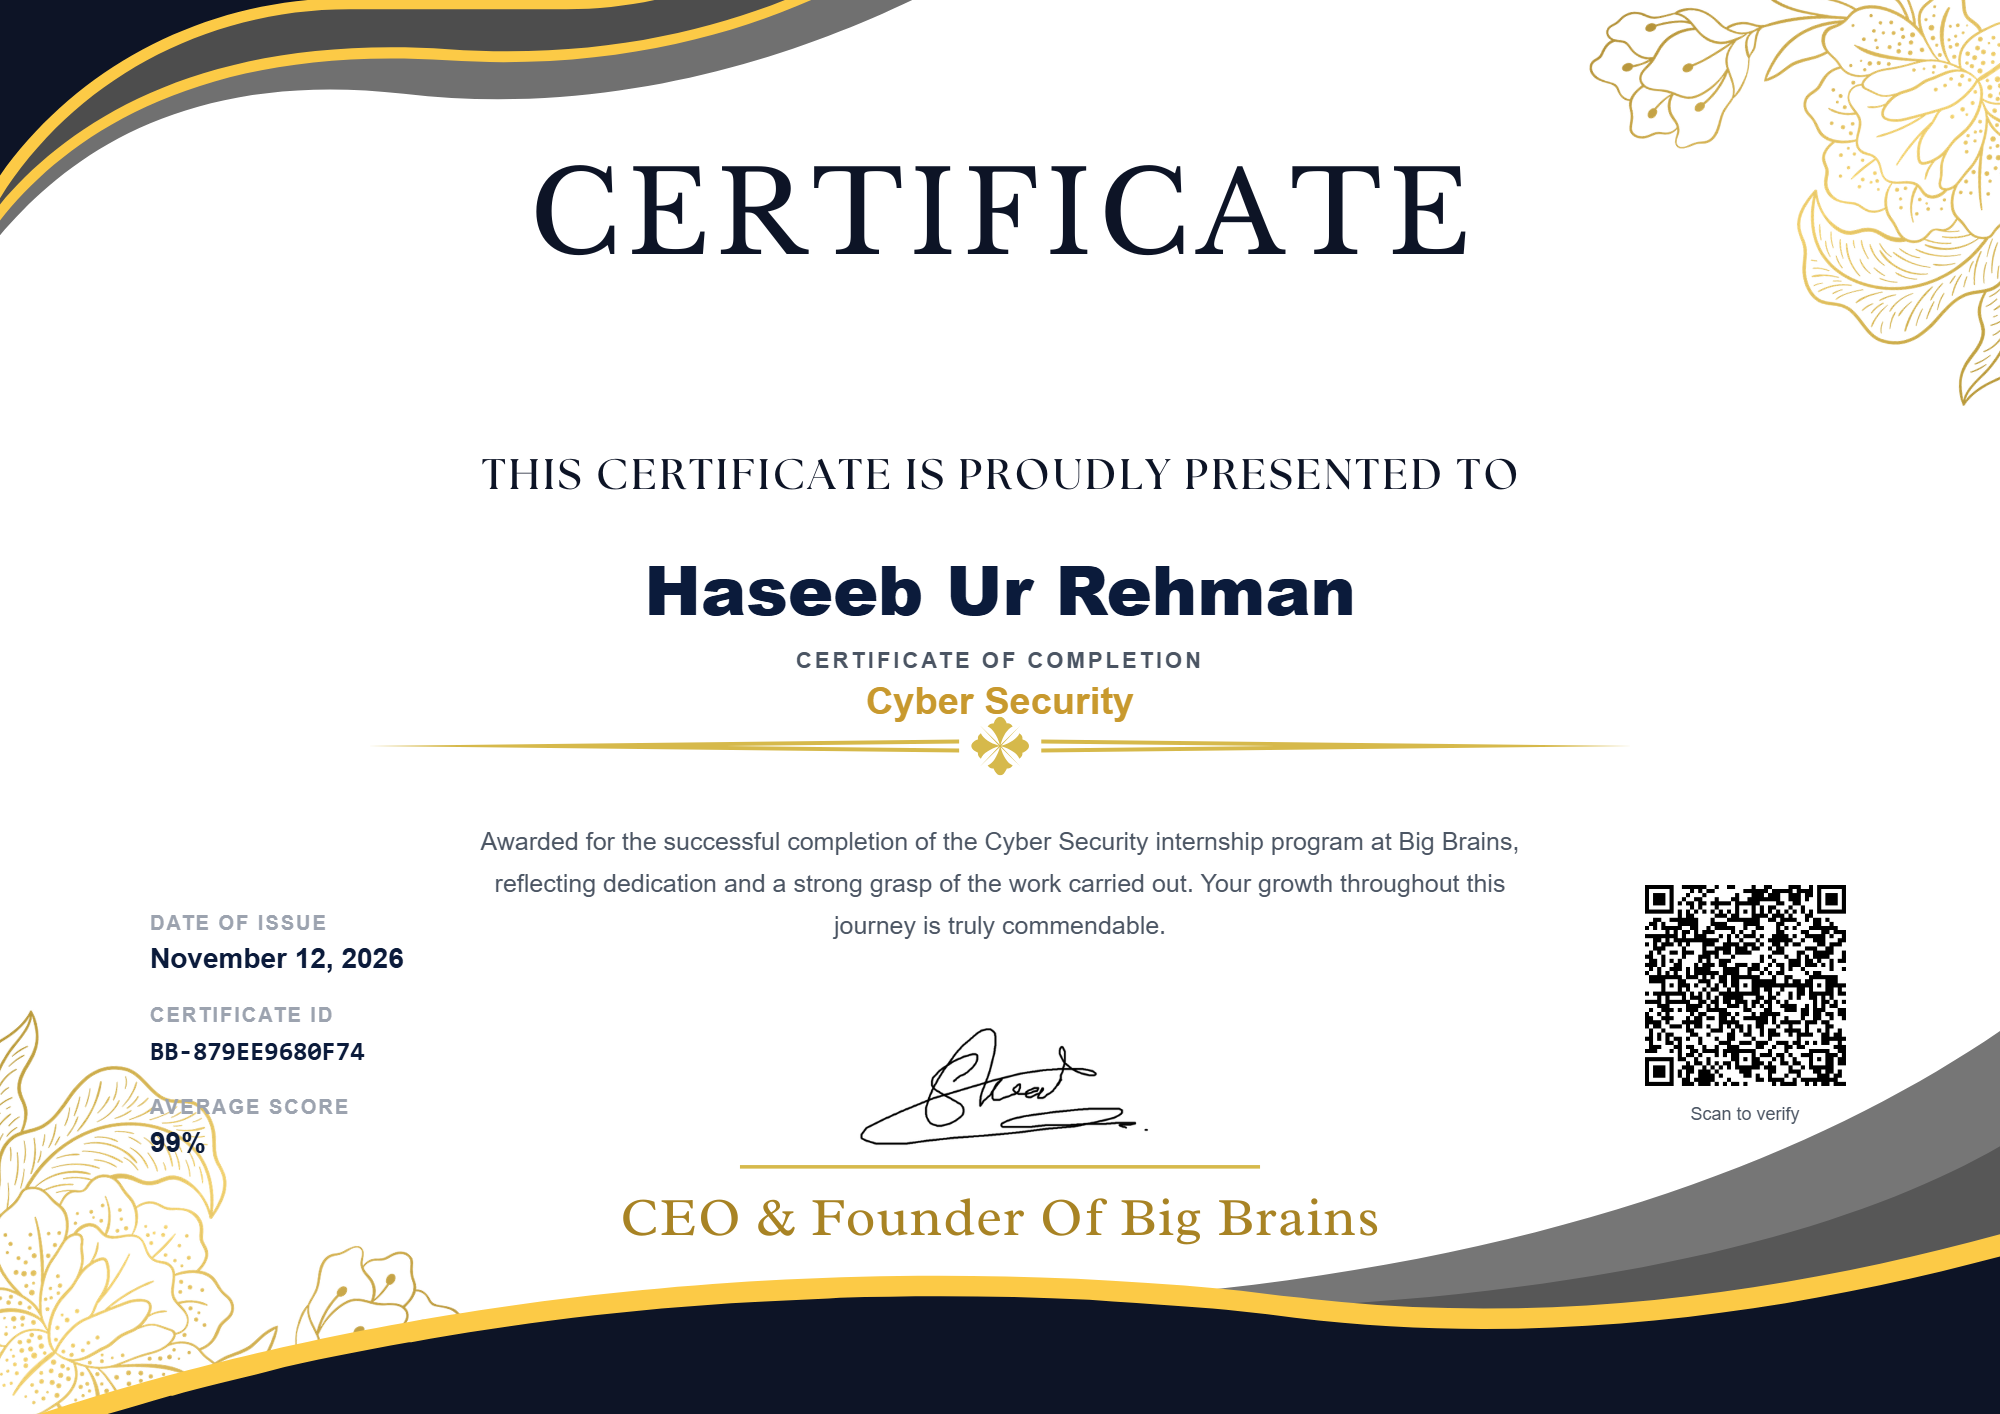 CERTIFICATE
THIS CERTIFICATE IS PROUDLY PRESENTED TO
Haseeb Ur Rehman
CERTIFICATE OF COMPLETION
Cyber Security
Awarded for the successful completion of the Cyber Security internship program at Big Brains,
reflecting dedication and a strong grasp of the work carried out. Your growth throughout this
journey is truly commendable.
DATE OF ISSUE
November 12, 2026
CERTIFICATE ID
BB-879EE9680F74
AVERAGE SCORE
99%
Scan to verify
CEO & Founder Of Big Brains